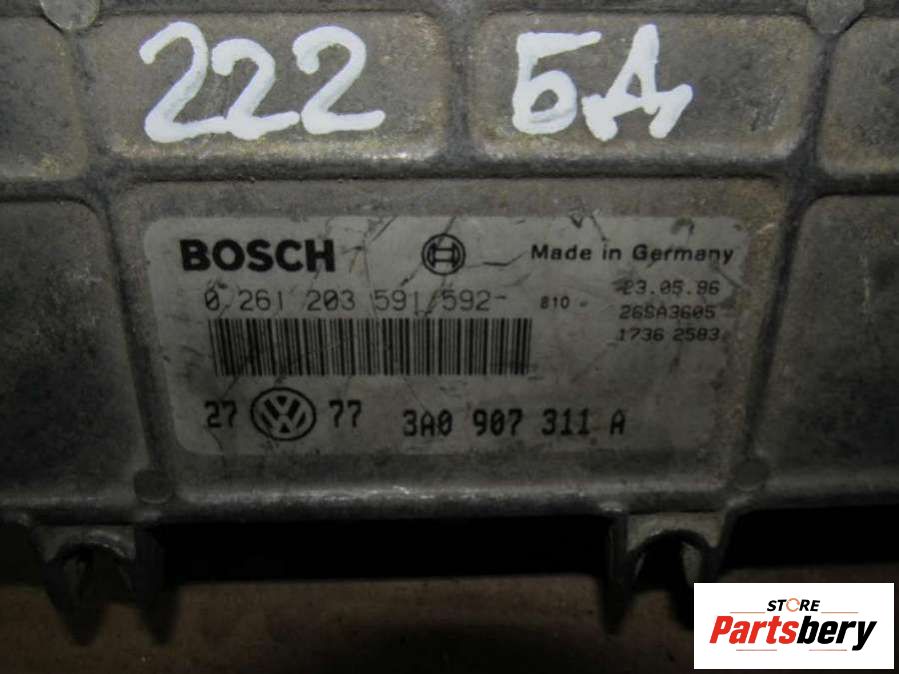 222 БД
BOSCH Made in Germany
0 261 203 591/592- 810 - 23.05.96
26SA3605
1736 2583
27 77 3A0 907 311 A
STORE
Partsbery